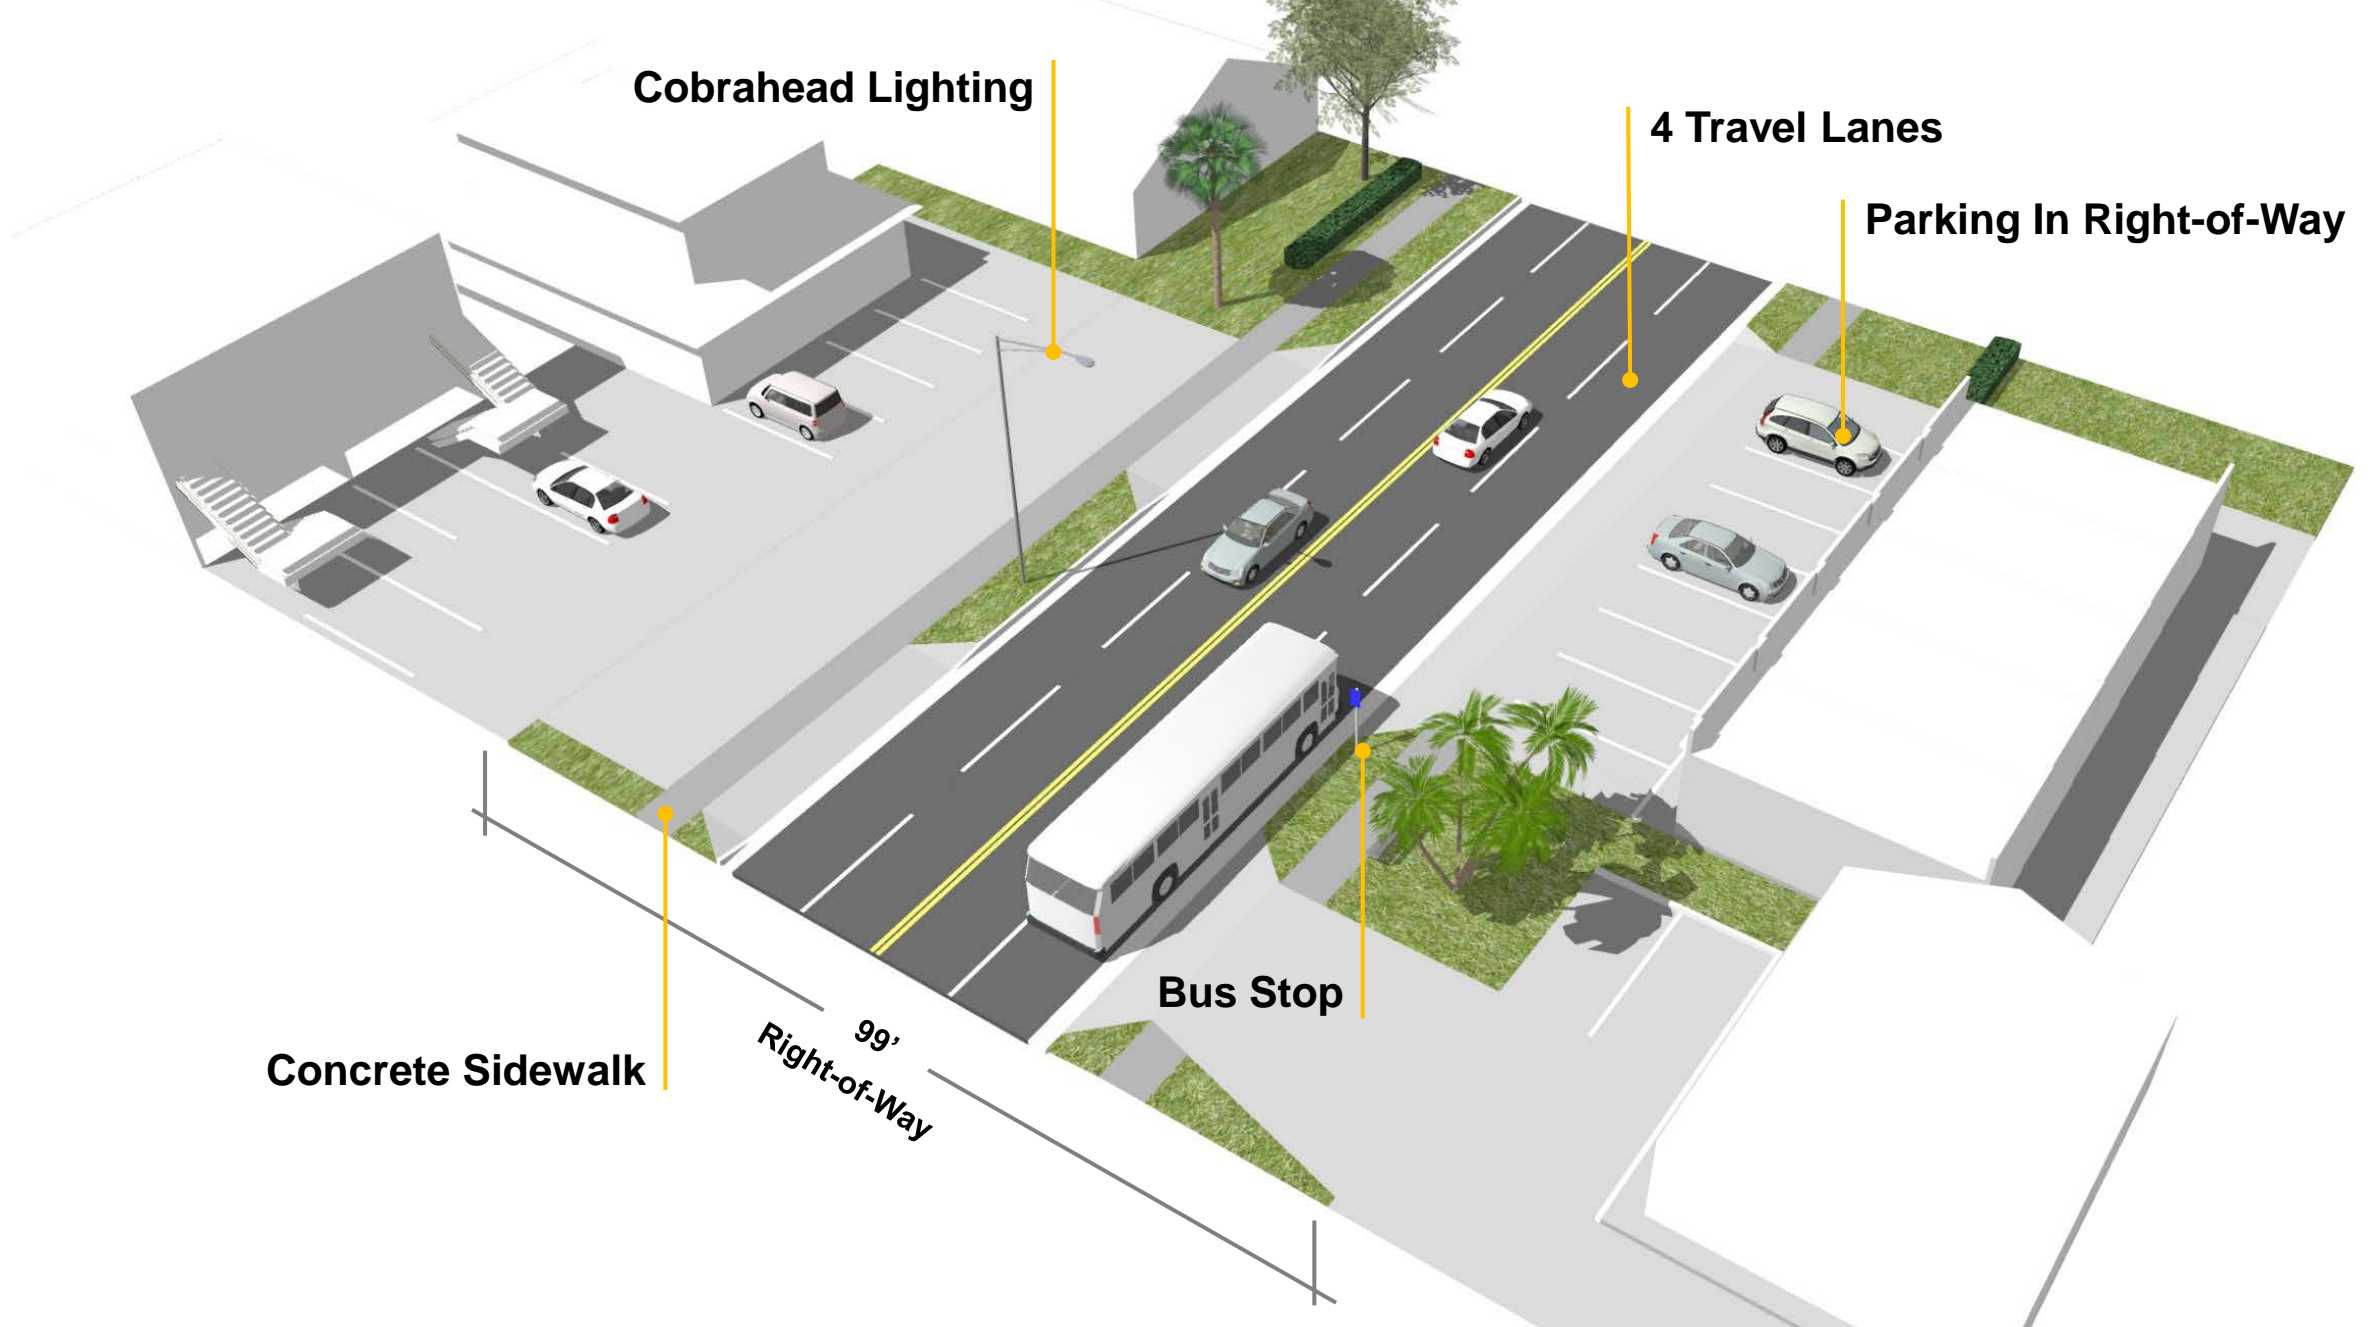 Cobrahead Lighting
4 Travel Lanes
Parking In Right-of-Way
Bus Stop
99’
Right-of-Way
Concrete Sidewalk